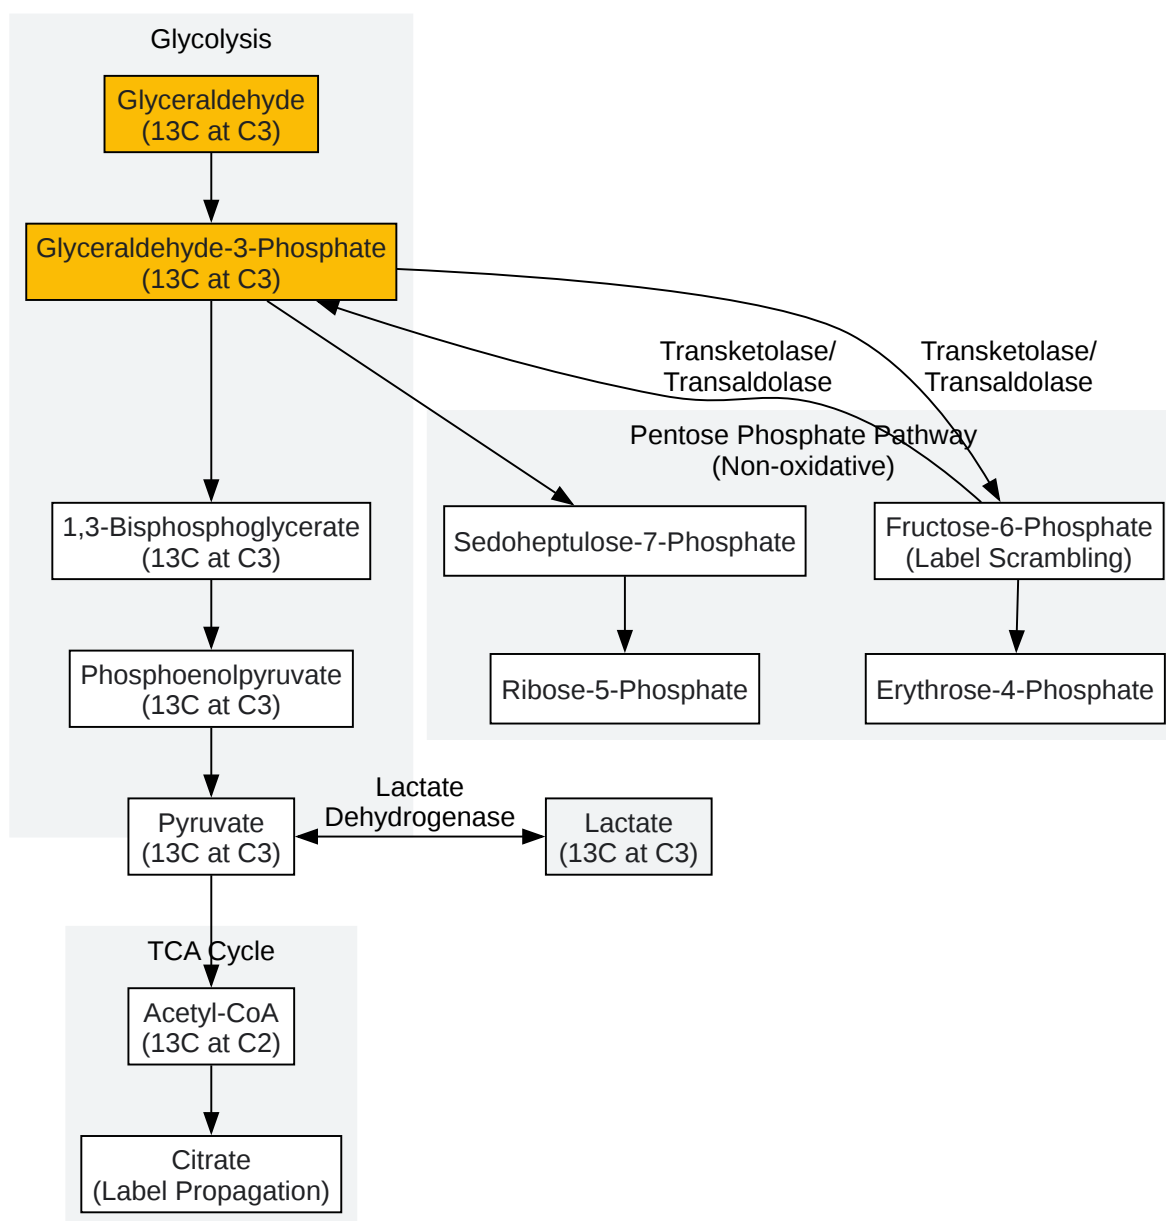 Glycolysis
Glyceraldehyde
(13C at C3)
Glyceraldehyde-3-Phosphate
(13C at C3)
Transketolase/
Transaldolase
Transketolase/
Transaldolase
Pentose Phosphate Pathway
(Non-oxidative)
1,3-Bisphosphoglycerate
(13C at C3)
Sedoheptulose-7-Phosphate
Fructose-6-Phosphate
(Label Scrambling)
Phosphoenolpyruvate
(13C at C3)
Ribose-5-Phosphate
Erythrose-4-Phosphate
Lactate
Dehydrogenase
Pyruvate
(13C at C3)
Lactate
(13C at C3)
TCA Cycle
Acetyl-CoA
(13C at C2)
Citrate
(Label Propagation)